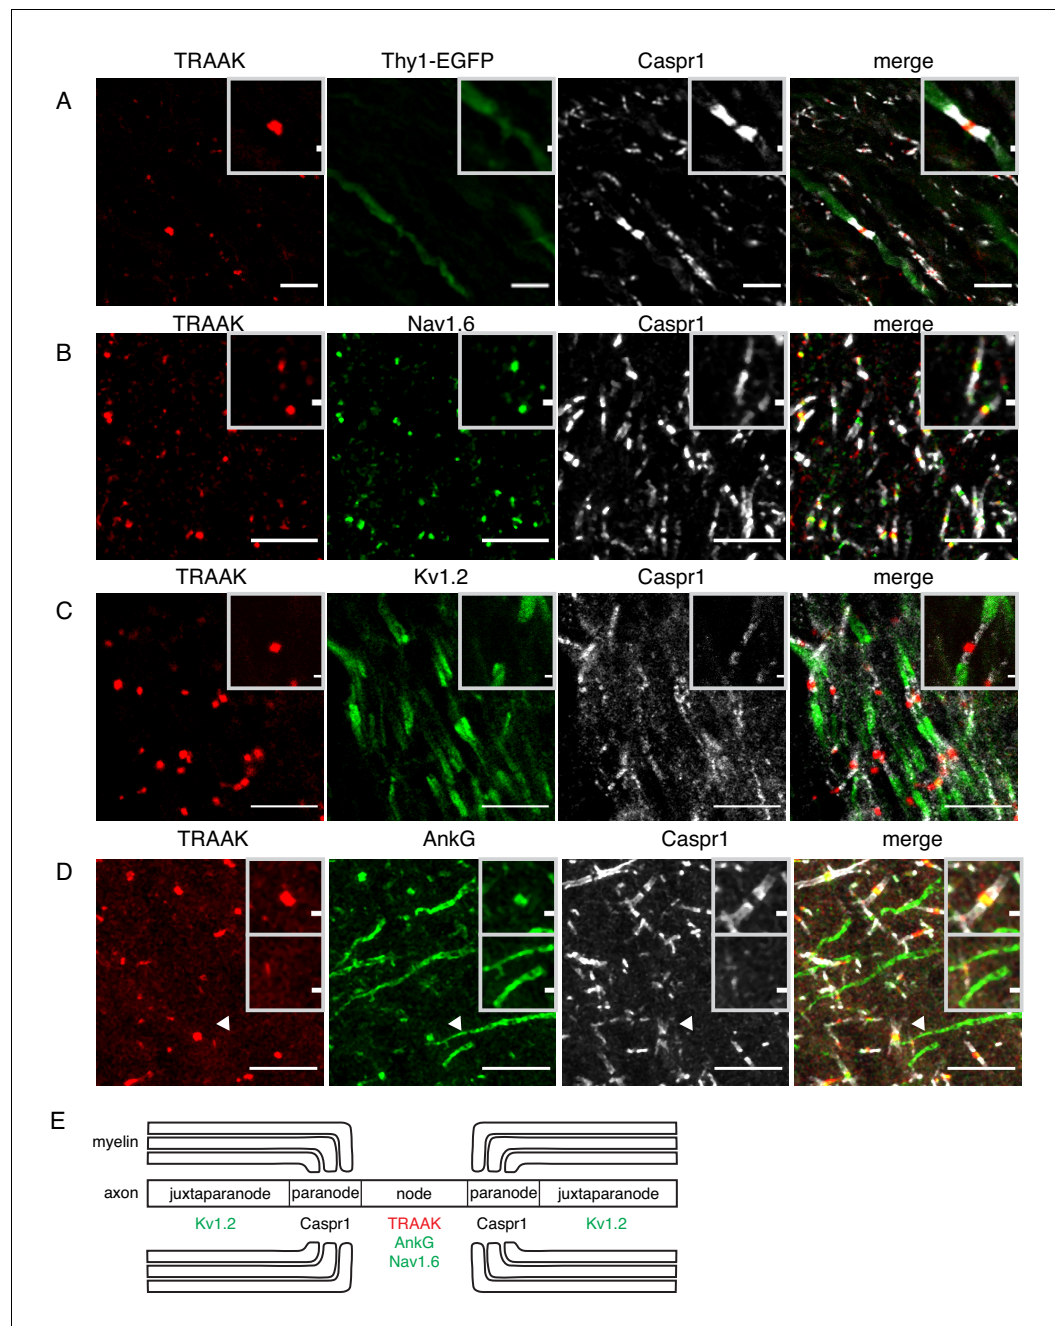 TRAAK Thy1-EGFP Caspr1 merge
A
TRAAK Nav1.6 Caspr1 merge
B
TRAAK Kv1.2 Caspr1 merge
C
TRAAK AnkG Caspr1 merge
D
E
myelin
axon juxtaparanode paranode node paranode juxtaparanode
Kv1.2 Caspr1 TRAAK Caspr1 Kv1.2
AnkG
Nav1.6